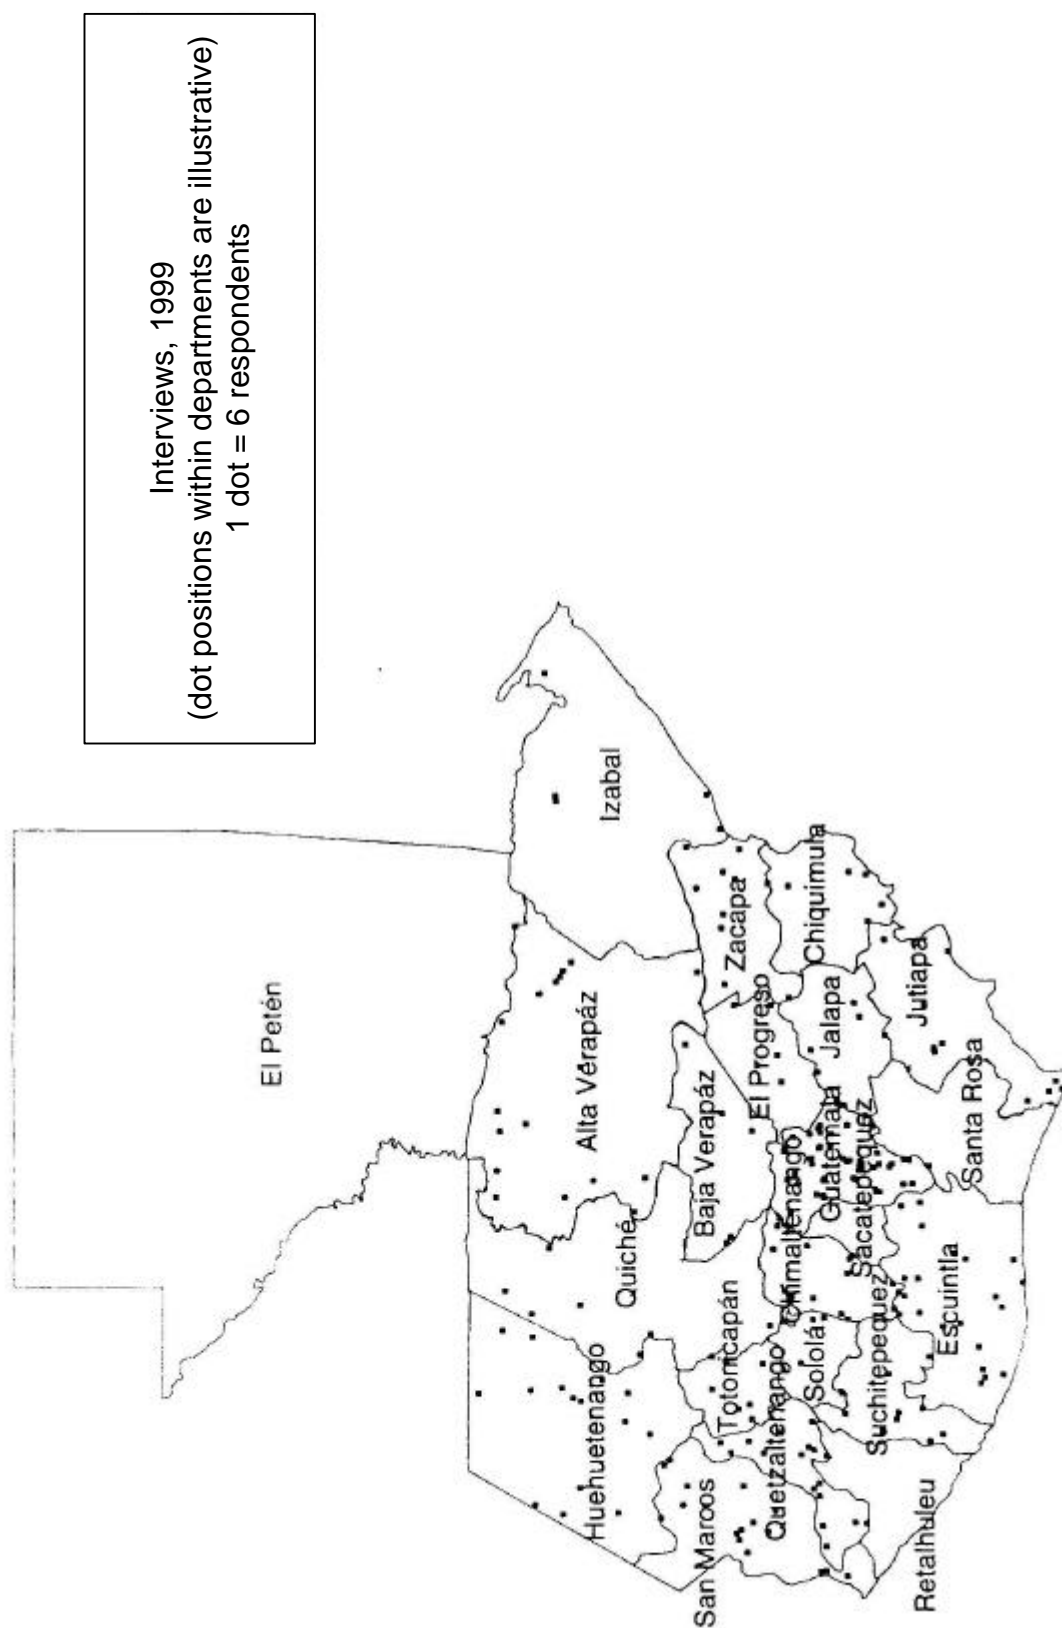 Interviews, 1999
(dot positions within departments are illustrative)
1 dot = 6 respondents
El Petén
Izabal
Alta Verapáz
Quiché
Huehuetenango
Baja Verapáz
Zacapa
El Progreso
Totonicapán
San Maroos
Chiquimula
Jalapa
Guatemala
Chimaltenango
Quetzaltenango
Sololá
Sacatepequez
Suchitepequez
Jutiapa
Santa Rosa
Escuintla
Retalhuleu